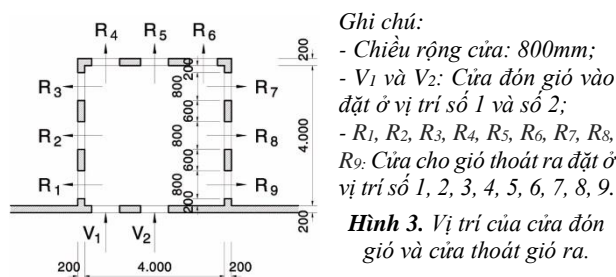 R4 R5 R6
R3 R7
R2 R8
R1 R9
V1 V2
200
800
600
800
600
800
200
200
4.000
200
200 4.000 200
Ghi chú:
- Chiều rộng cửa: 800mm;
- V1 và V2: Cửa đón gió vào
đặt ở vị trí số 1 và số 2;
- R1, R2, R3, R4, R5, R6, R7, R8,
R9: Cửa cho gió thoát ra đặt ở
vị trí số 1, 2, 3, 4, 5, 6, 7, 8, 9.
Hình 3. Vị trí của cửa đón
gió và cửa thoát gió ra.